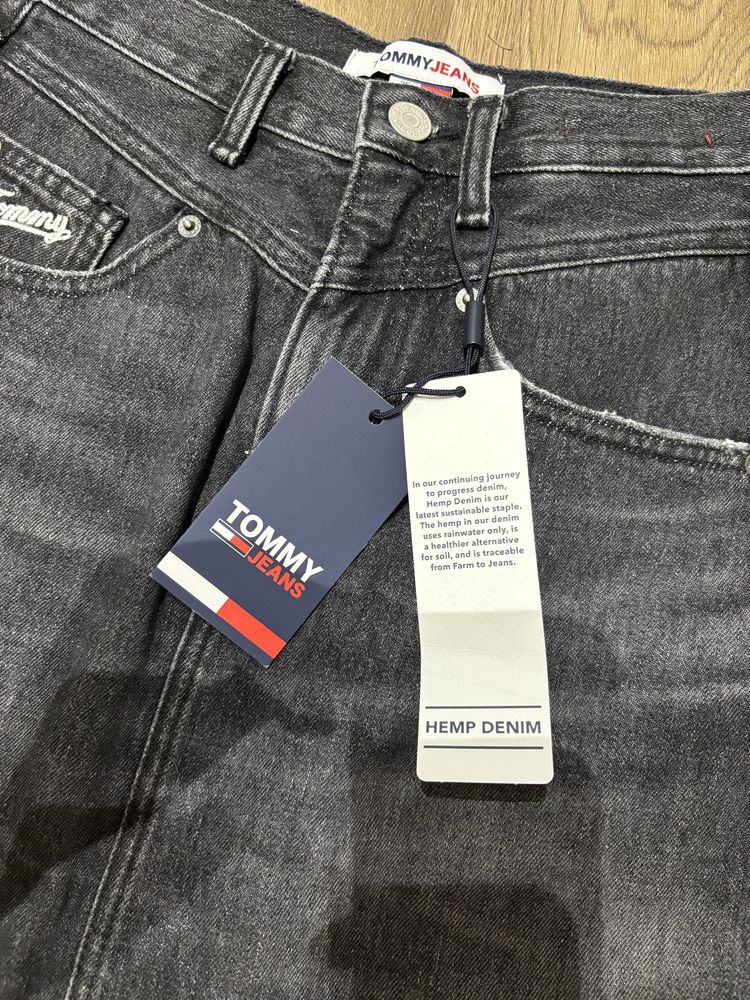 TOMMYJEANS
Tommy
TOMMY
JEANS
In our continuing journey
to progress denim,
Hemp Denim is our
latest sustainable staple.
The hemp in our denim
uses rainwater only, is
a healthier alternative
for soil, and is traceable
from Farm to Jeans.
HEMP DENIM